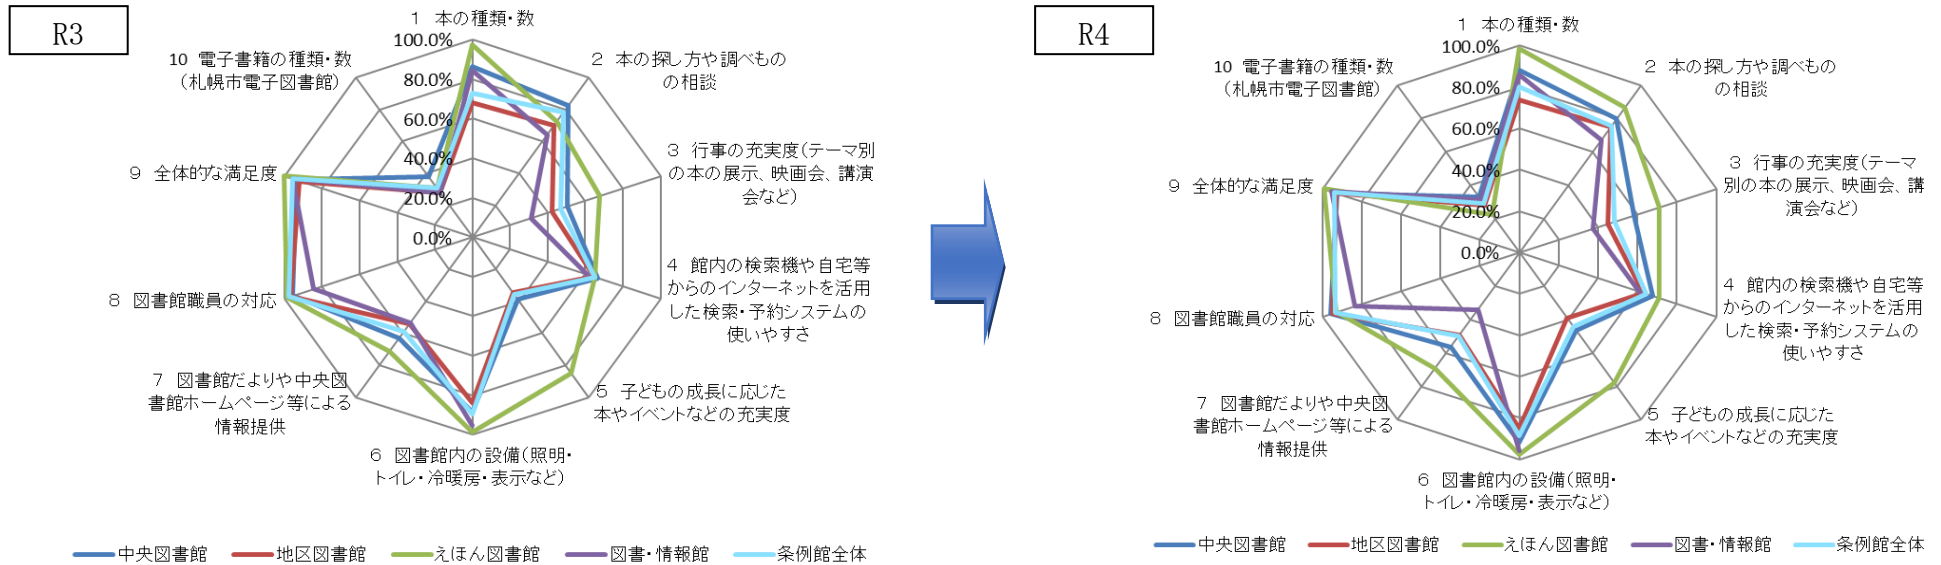 R3
1 本の種類・数
2 本の探し方や調べもの
の相談
3 行事の充実度(テーマ別
の本の展示、映画会、講演
会など)
4 館内の検索機や自宅等
からのインターネットを活用
した検索・予約システムの
使いやすさ
5 子どもの成長に応じた
本やイベントなどの充実度
6 図書館内の設備(照明・
トイレ・冷暖房・表示など)
7 図書館だよりや中央図
書館ホームページ等による
情報提供
8 図書館職員の対応
9 全体的な満足度
10 電子書籍の種類・数
(札幌市電子図書館)
100.0%
80.0%
60.0%
40.0%
20.0%
0.0%
中央図書館 地区図書館 えほん図書館 図書・情報館 条例館全体
R4
1 本の種類・数
2 本の探し方や調べもの
の相談
3 行事の充実度(テーマ
別の本の展示、映画会、講
演会など)
4 館内の検索機や自宅等
からのインターネットを活用
した検索・予約システムの
使いやすさ
5 子どもの成長に応じた
本やイベントなどの充実度
6 図書館内の設備(照明・
トイレ・冷暖房・表示など)
7 図書館だよりや中央図
書館ホームページ等による
情報提供
8 図書館職員の対応
9 全体的な満足度
10 電子書籍の種類・数
(札幌市電子図書館)
100.0%
80.0%
60.0%
40.0%
20.0%
0.0%
中央図書館 地区図書館 えほん図書館 図書・情報館 条例館全体